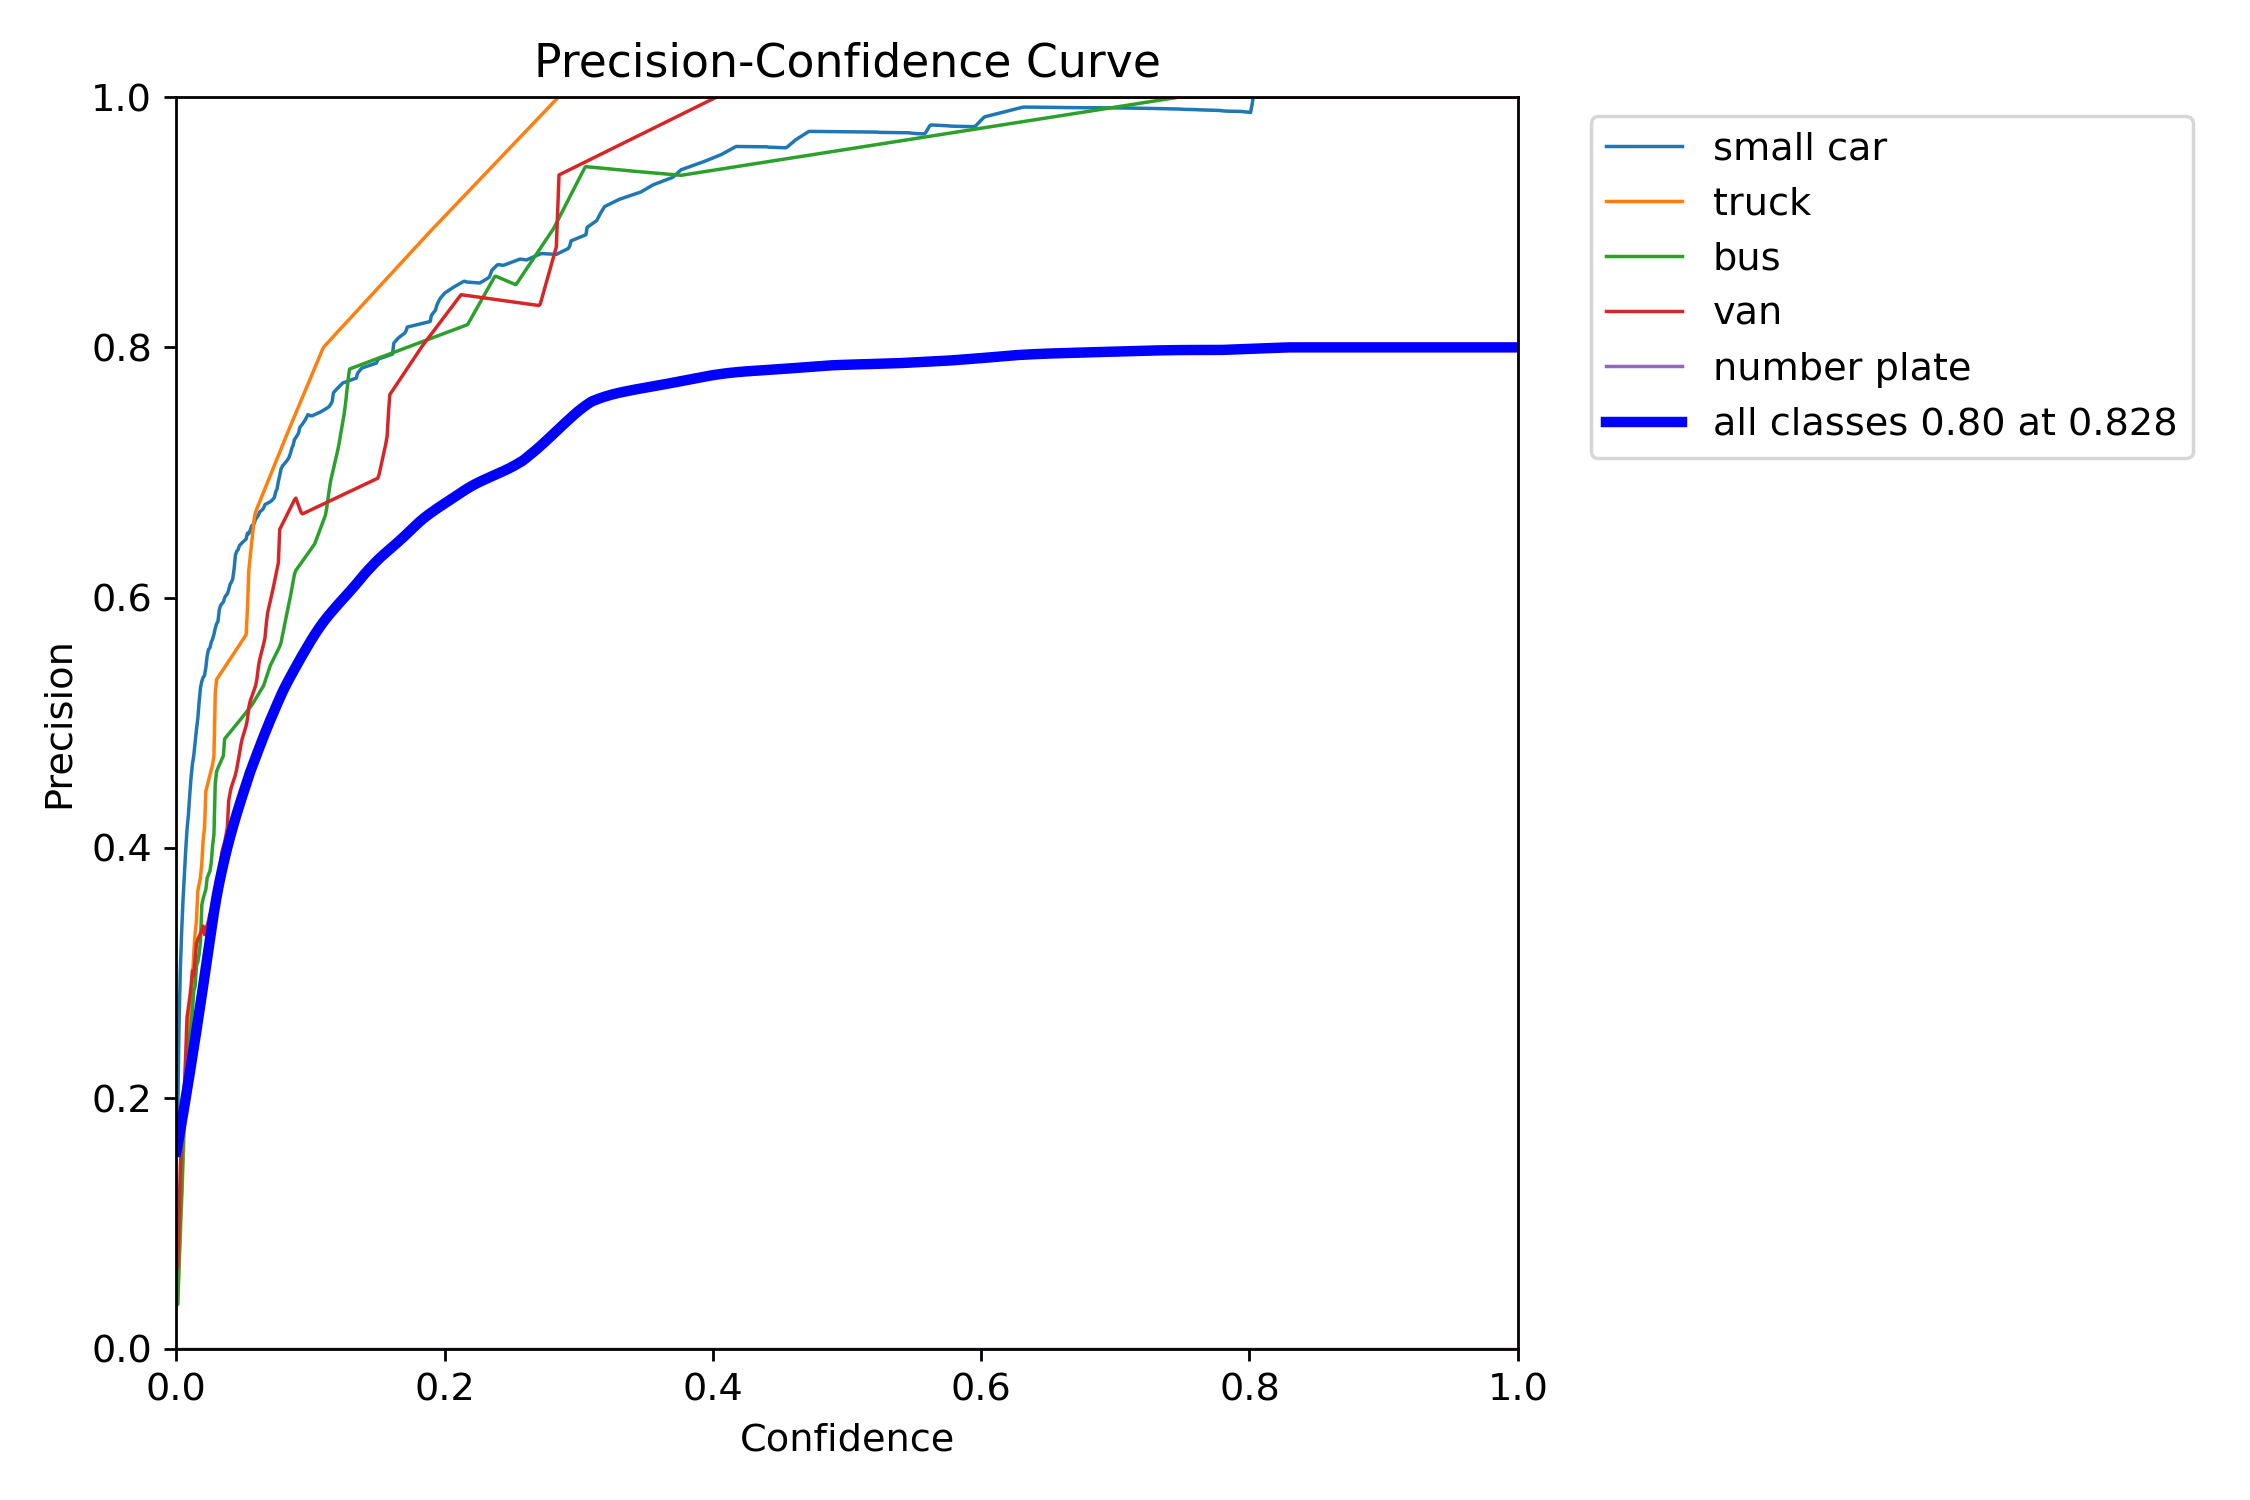 Precision-Confidence Curve
1.0
0.8
0.6
0.4
0.2
0.0
Precision
0.0 0.2 0.4 0.6 0.8 1.0
Confidence
small car
truck
bus
van
number plate
all classes 0.80 at 0.828